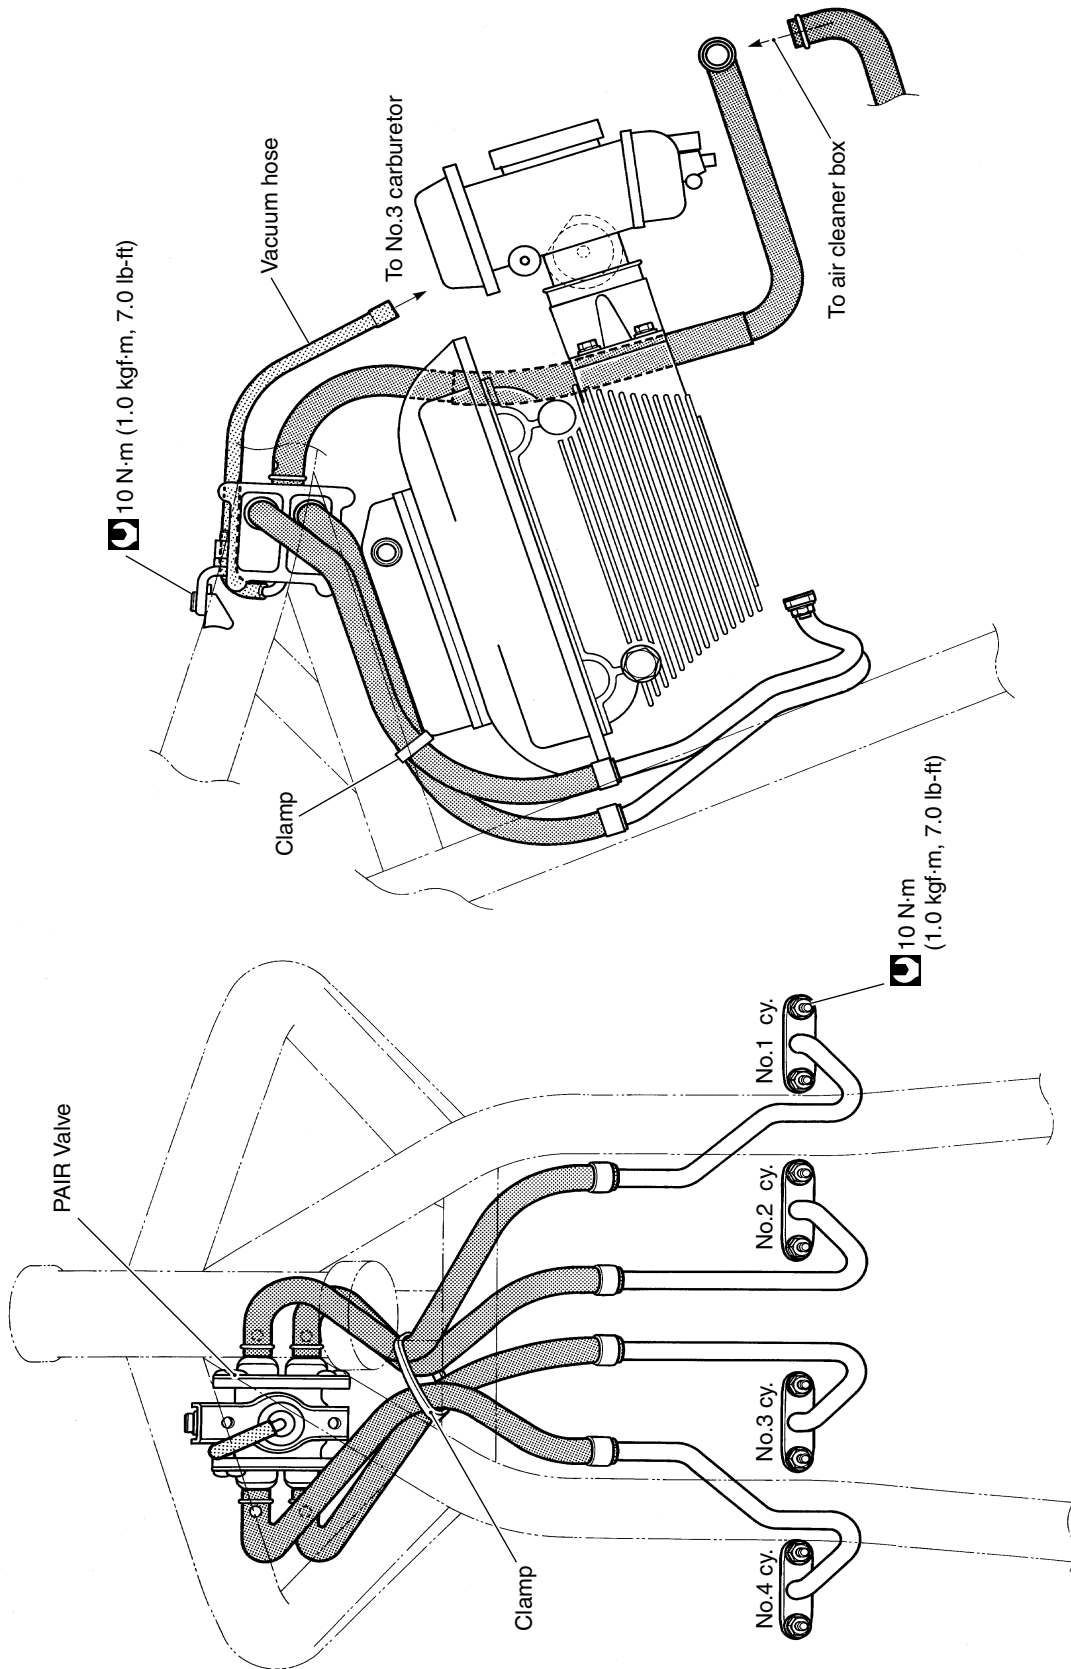 PAIR Valve
Clamp
No.4 cy.
No.3 cy.
No.2 cy.
No.1 cy.
10 N·m
(1.0 kgf·m, 7.0 lb-ft)
10 N·m (1.0 kgf·m, 7.0 lb-ft)
Vacuum hose
To No.3 carburetor
Clamp
To air cleaner box